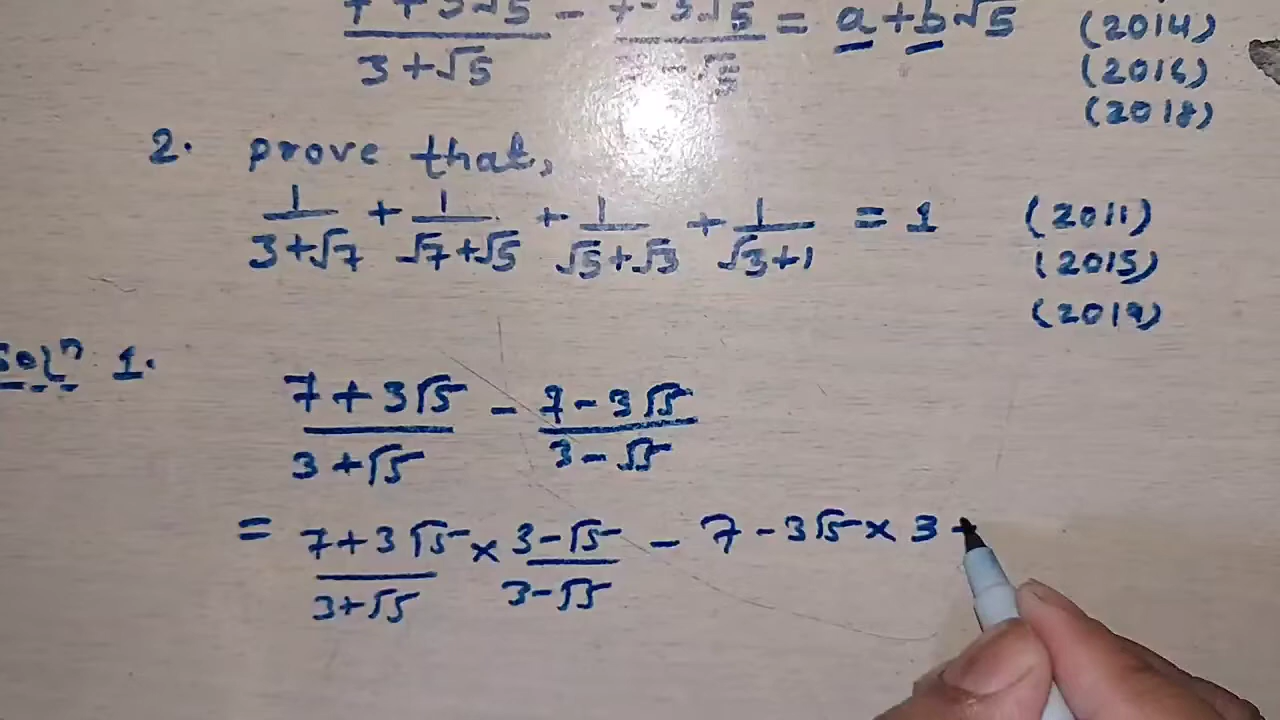 7+3√5 - 7-3√5 = a+b√5 (2014)
3+√5 (2016)
(2018)
2. prove that,
1 + 1 + 1 + 1 = 1 (2011)
3+√7 √7+√5 √5+√3 √3+1 (2015)
(2019)
Solⁿ 1.
7+3√5 - 7-3√5
3+√5 3-√5
= 7+3√5 × 3-√5 - 7-3√5 × 3
3+√5 3-√5